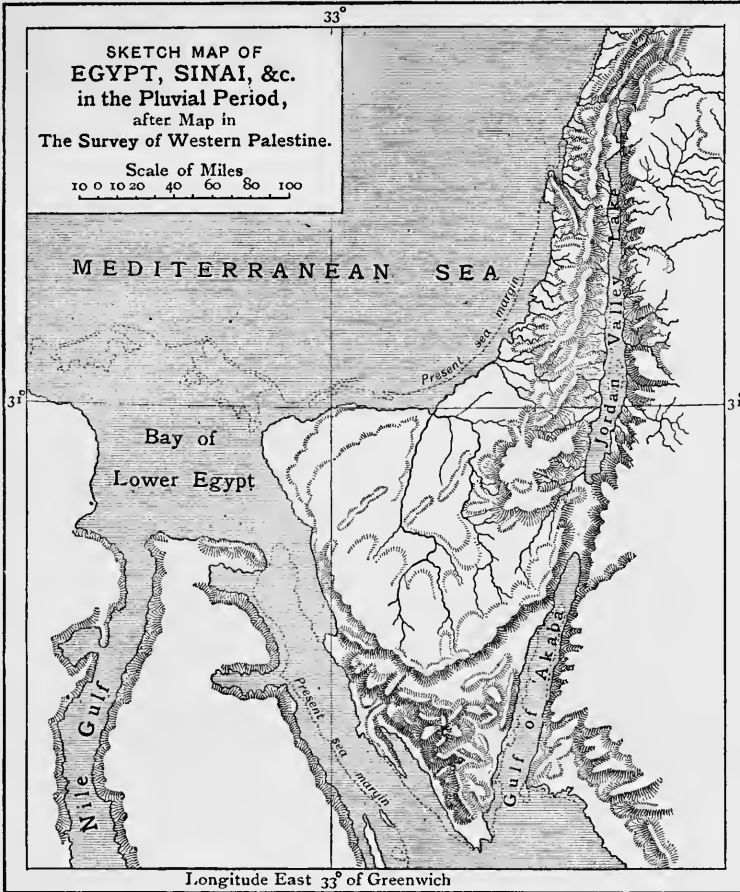 33°
SKETCH MAP OF
EGYPT, SINAI, &c.
in the Pluvial Period,
after Map in
The Survey of Western Palestine.
Scale of Miles
10 0 10 20 40 60 80 100
MEDITERRANEAN SEA
Present sea margin
Jordan Valley Lake
31°
31
Bay of
Lower Egypt
Nile Gulf
Present sea margin
Gulf of Akaba
Longitude East 33° of Greenwich